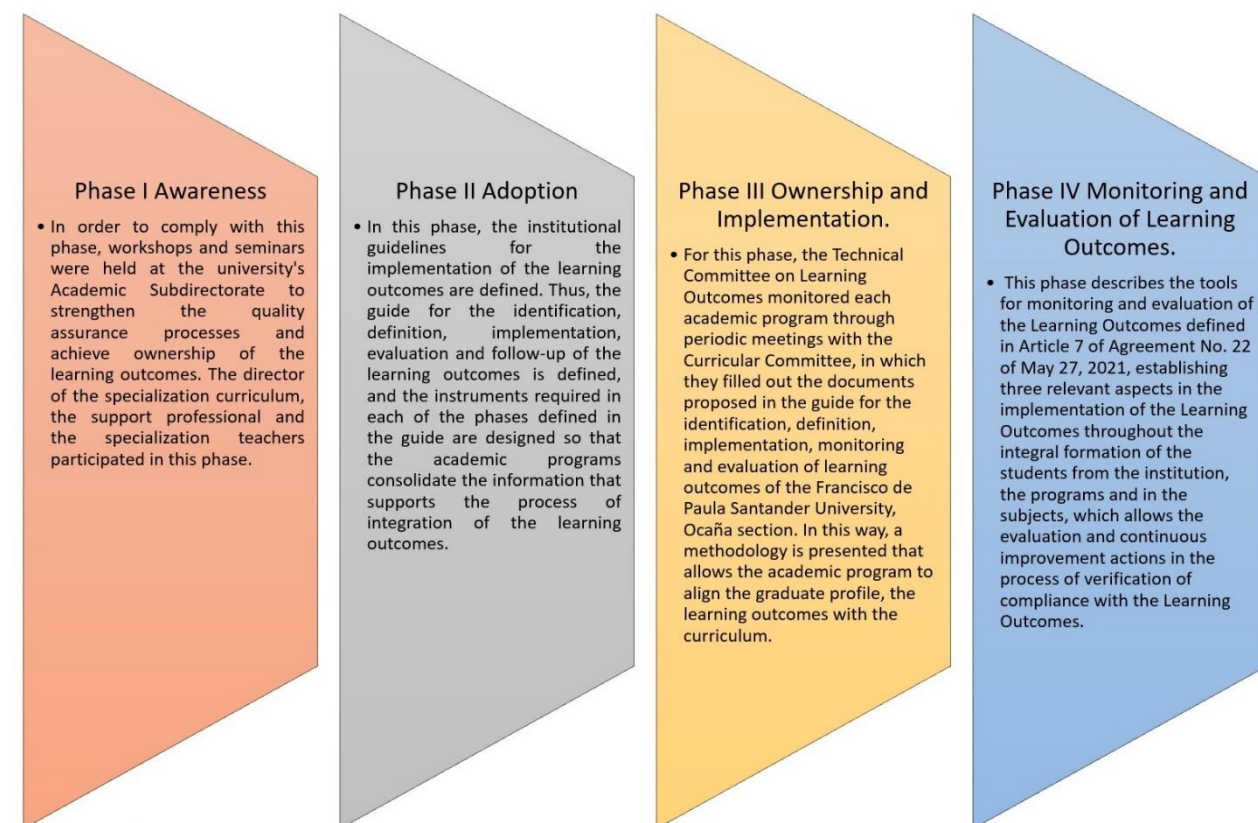 Phase I Awareness
• In order to comply with this
phase, workshops and seminars
were held at the university's
Academic Subdirectorate to
strengthen the quality
assurance processes and
achieve ownership of the
learning outcomes. The director
of the specialization curriculum,
the support professional and
the specialization teachers
participated in this phase.
Phase II Adoption
• In this phase, the institutional
guidelines for the
implementation of the learning
outcomes are defined. Thus, the
guide for the identification,
definition, implementation,
evaluation and follow-up of the
learning outcomes is defined,
and the instruments required in
each of the phases defined in
the guide are designed so that
the academic programs
consolidate the information that
supports the process of
integration of the learning
outcomes.
Phase III Ownership and
Implementation.
• For this phase, the Technical
Committee on Learning
Outcomes monitored each
academic program through
periodic meetings with the
Curricular Committee, in which
they filled out the documents
proposed in the guide for the
identification, definition,
implementation, monitoring
and evaluation of learning
outcomes of the Francisco de
Paula Santander University,
Ocaña section. In this way, a
methodology is presented that
allows the academic program to
align the graduate profile, the
learning outcomes with the
curriculum.
Phase IV Monitoring and
Evaluation of Learning
Outcomes.
• This phase describes the tools
for monitoring and evaluation of
the Learning Outcomes defined
in Article 7 of Agreement No. 22
of May 27, 2021, establishing
three relevant aspects in the
implementation of the Learning
Outcomes throughout the
integral formation of the
students from the institution,
the programs and in the
subjects, which allows the
evaluation and continuous
improvement actions in the
process of verification of
compliance with the Learning
Outcomes.